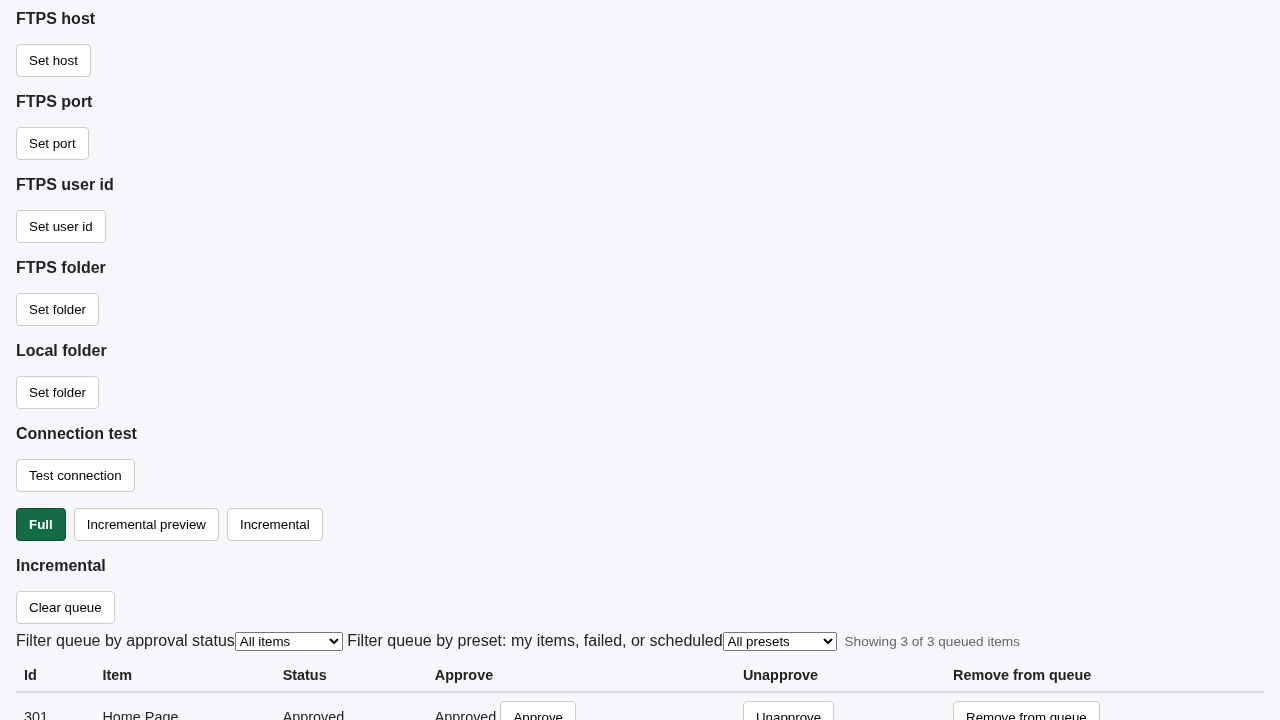 FTPS host
Set host
FTPS port
Set port
FTPS user id
Set user id
FTPS folder
Set folder
Local folder
Set folder
Connection test
Test connection
Full Incremental preview Incremental
Incremental
Clear queue
Filter queue by approval status All items Filter queue by preset: my items, failed, or scheduled All presets Showing 3 of 3 queued items
Id Item Status Approve Unapprove Remove from queue
301 Home Page Approved Approved Approve Unapprove Remove from queue